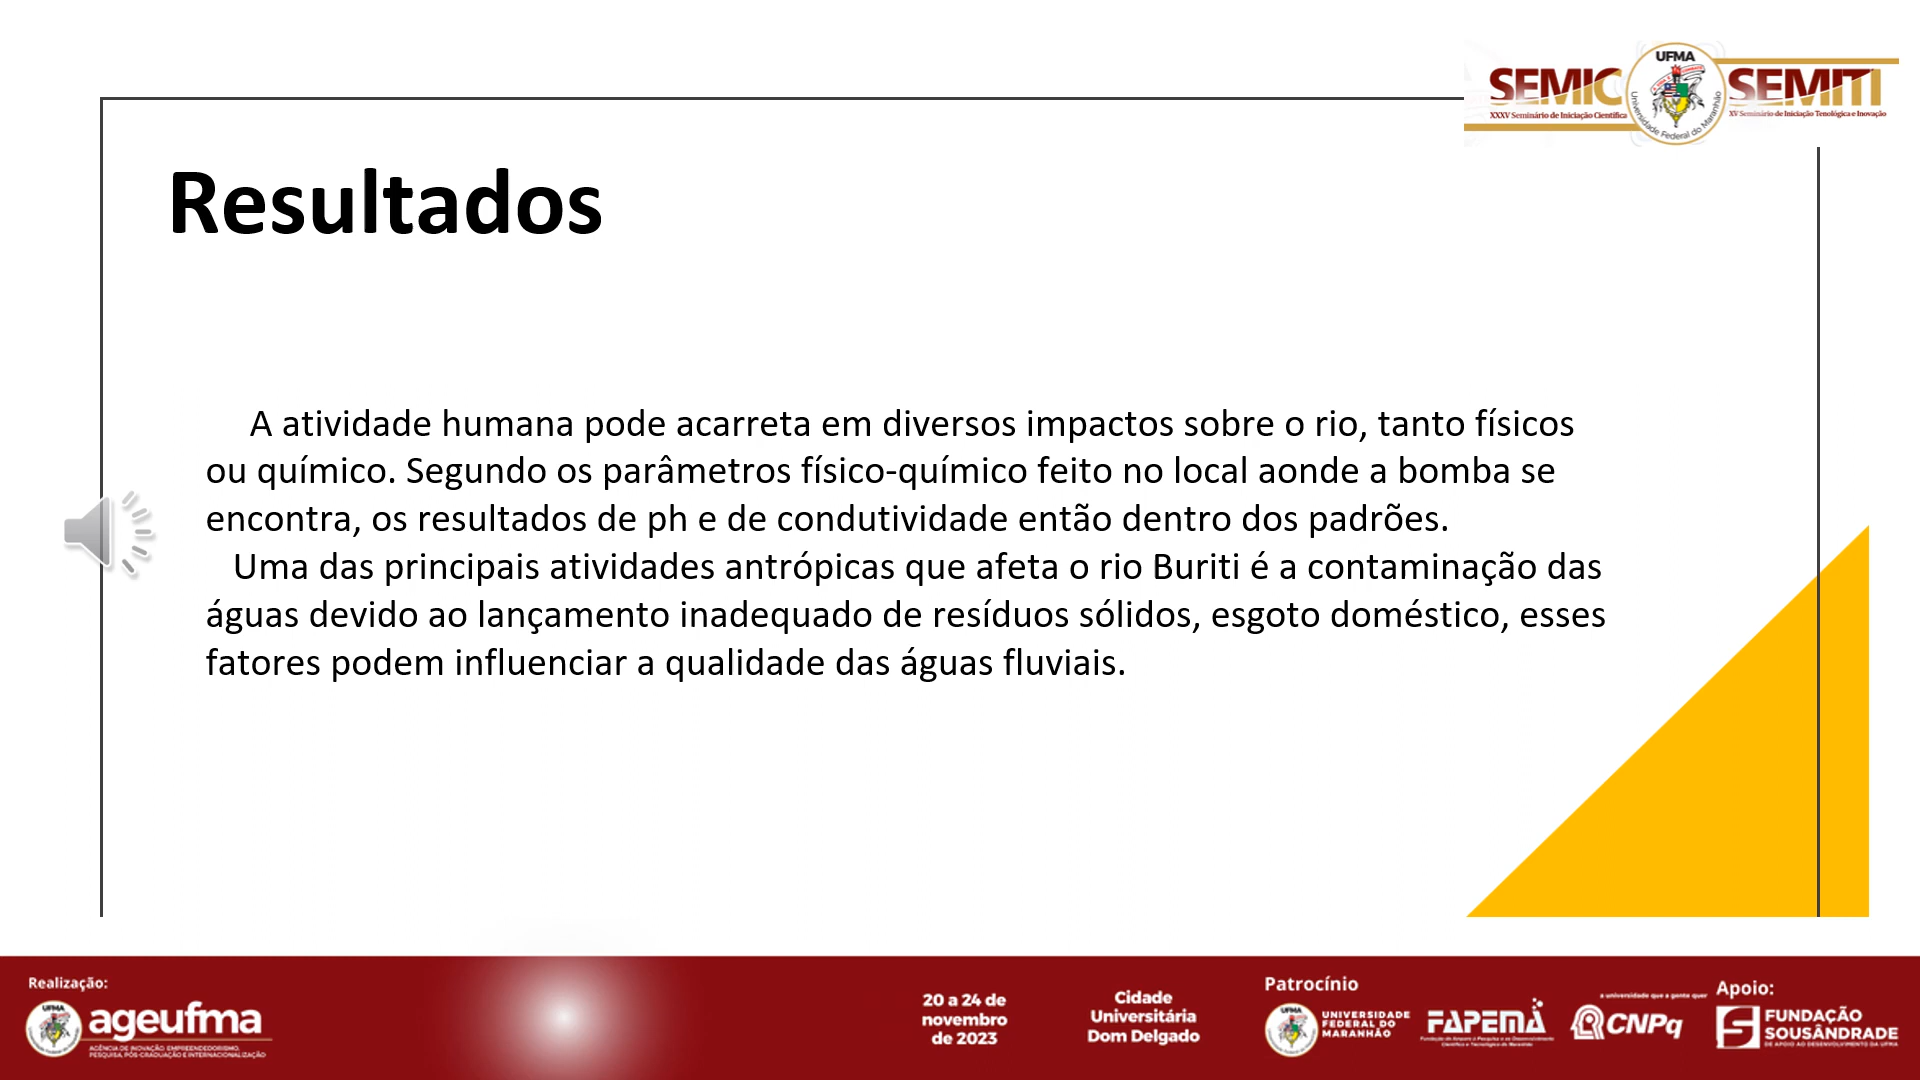 UFMA
SEMIC
SEMITI
XXXV Seminário de Iniciação Científica
XV Seminário de Iniciação Tenológica e Inovação
Universidade Federal do Maranhão
Resultados
A atividade humana pode acarreta em diversos impactos sobre o rio, tanto físicos
ou químico. Segundo os parâmetros físico-químico feito no local aonde a bomba se
encontra, os resultados de ph e de condutividade então dentro dos padrões.
Uma das principais atividades antrópicas que afeta o rio Buriti é a contaminação das
águas devido ao lançamento inadequado de resíduos sólidos, esgoto doméstico, esses
fatores podem influenciar a qualidade das águas fluviais.
Realização:
UFMA
ageufma
AGÊNCIA DE INOVAÇÃO, EMPREENDEDORISMO,
PESQUISA, PÓS-GRADUAÇÃO E INTERNACIONALIZAÇÃO
20 a 24 de
novembro
de 2023
Cidade
Universitária
Dom Delgado
Patrocínio
UFMA
UNIVERSIDADE
FEDERAL DO
MARANHÃO
a universidade que a gente quer
FAPEMA
Fundação de Amparo à Pesquisa e ao Desenvolvimento
Científico e Tecnológico do Maranhão
CNPq
Apoio:
FUNDAÇÃO
SOUSÂNDRADE
DE APOIO AO DESENVOLVIMENTO DA UFMA